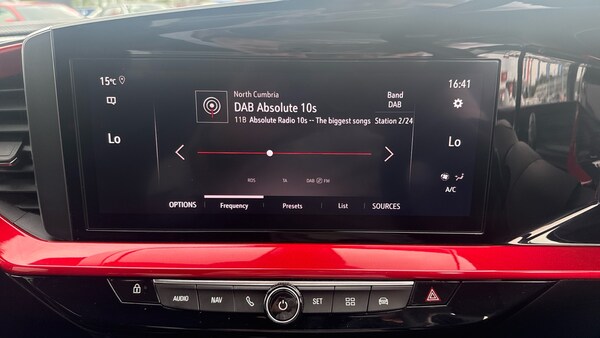 15°C
16:41
North Cumbria
DAB Absolute 10s
Band
DAB
11B Absolute Radio 10s -- The biggest songs Station 2/24
Lo
Lo
RDS TA DAB FM
A/C
OPTIONS Frequency Presets List SOURCES
AUDIO NAV SET